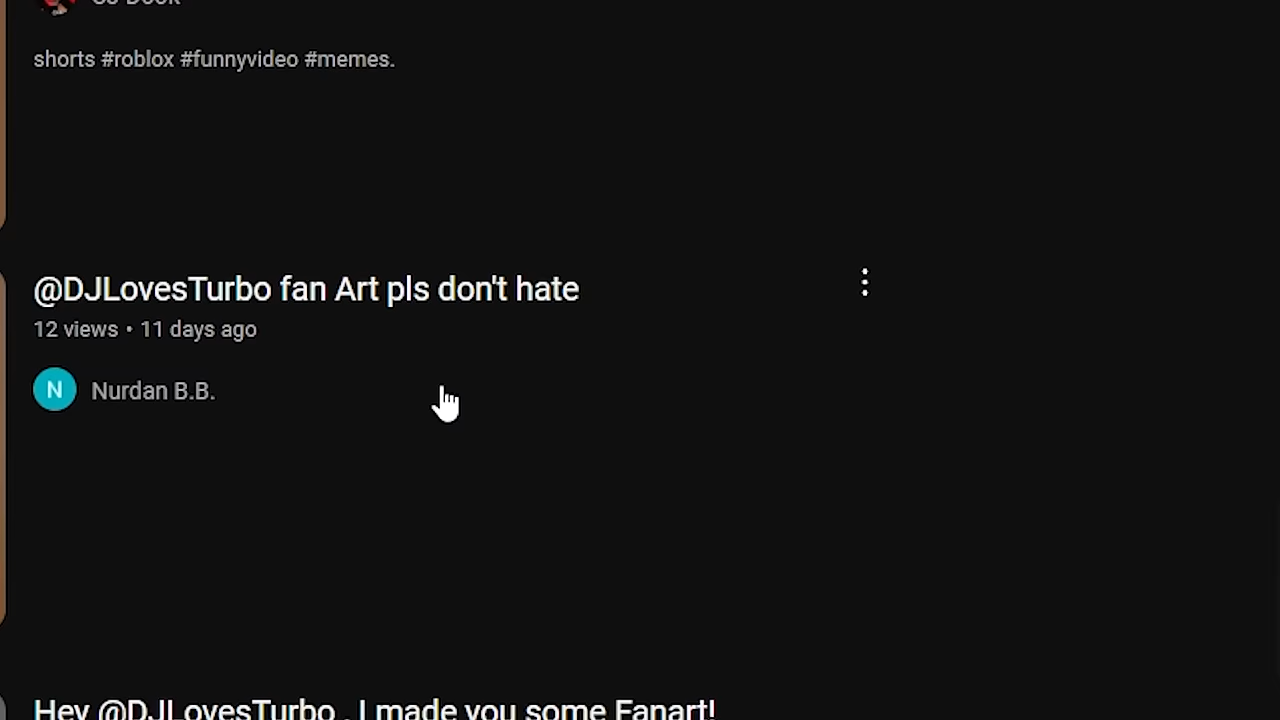 shorts #roblox #funnyvideo #memes.
@DJLovesTurbo fan Art pls don't hate
12 views • 11 days ago
N Nurdan B.B.
Hey @DJLovesTurbo , I made you some Fanart!